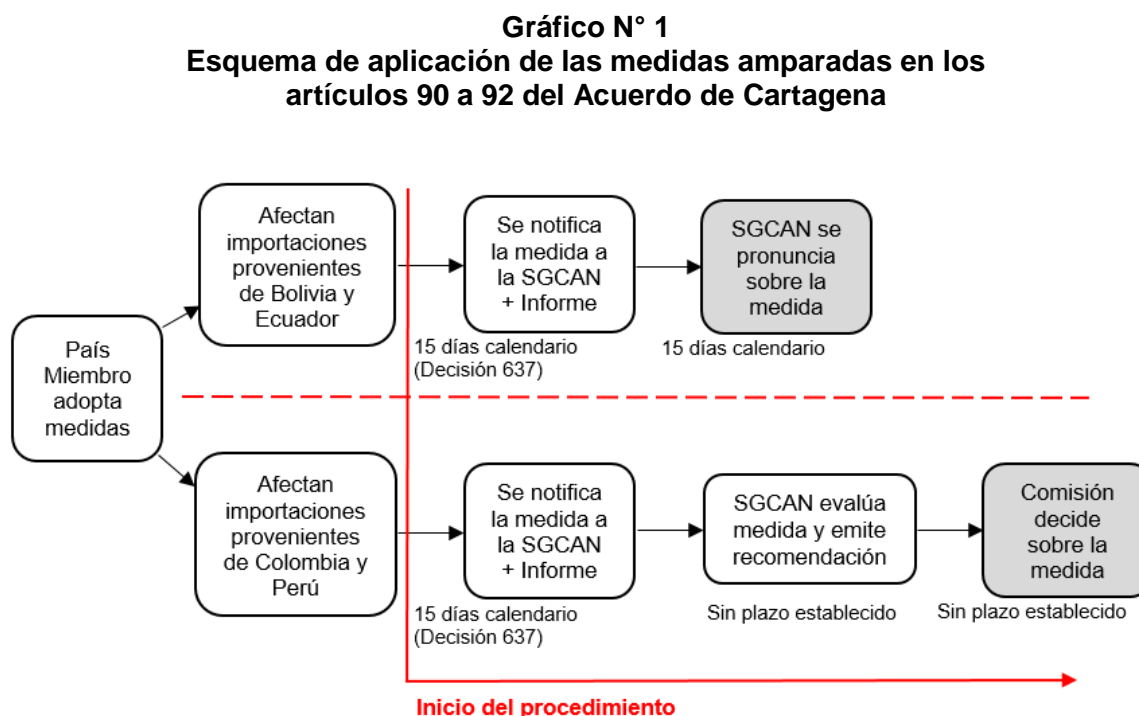 Gráfico N° 1
Esquema de aplicación de las medidas amparadas en los
artículos 90 a 92 del Acuerdo de Cartagena
País
Miembro
adopta
medidas
Afectan
importaciones
provenientes
de Bolivia y
Ecuador
Se notifica
la medida a
la SGCAN
+ Informe
15 días calendario
(Decisión 637)
SGCAN se
pronuncia
sobre la
medida
15 días calendario
Afectan
importaciones
provenientes
de Colombia y
Perú
Se notifica
la medida a
la SGCAN
+ Informe
15 días calendario
(Decisión 637)
SGCAN evalúa
medida y emite
recomendación
Sin plazo establecido
Comisión
decide
sobre la
medida
Sin plazo establecido
Inicio del procedimiento